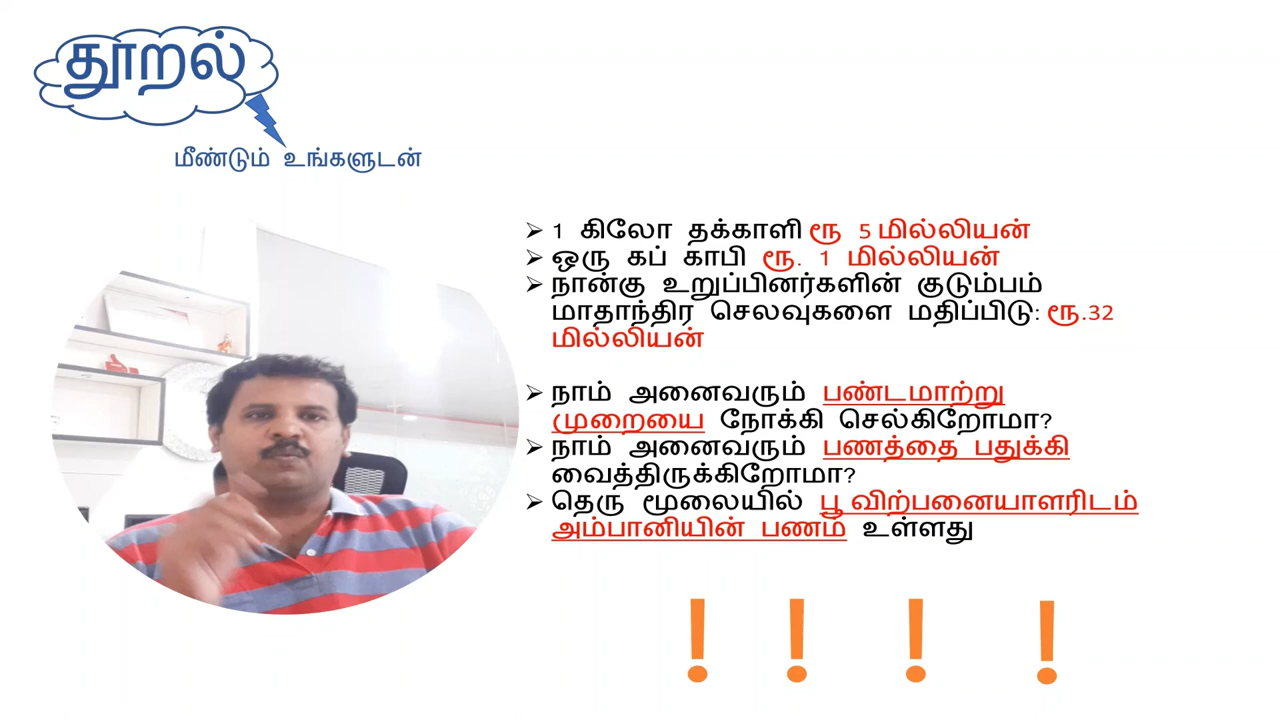 தூறல்
மீண்டும் உங்களுடன்
➢ 1 கிலோ தக்காளி ரூ 5 மில்லியன்
➢ ஒரு கப் காபி ரூ. 1 மில்லியன்
➢ நான்கு உறுப்பினர்களின் குடும்பம்
மாதாந்திர செலவுகளை மதிப்பிடு: ரூ.32
மில்லியன்
➢ நாம் அனைவரும் பண்டமாற்று
முறையை நோக்கி செல்கிறோமா?
➢ நாம் அனைவரும் பணத்தை பதுக்கி
வைத்திருக்கிறோமா?
➢ தெரு மூலையில் பூ விற்பனையாளரிடம்
அம்பானியின் பணம் உள்ளது
! ! ! !